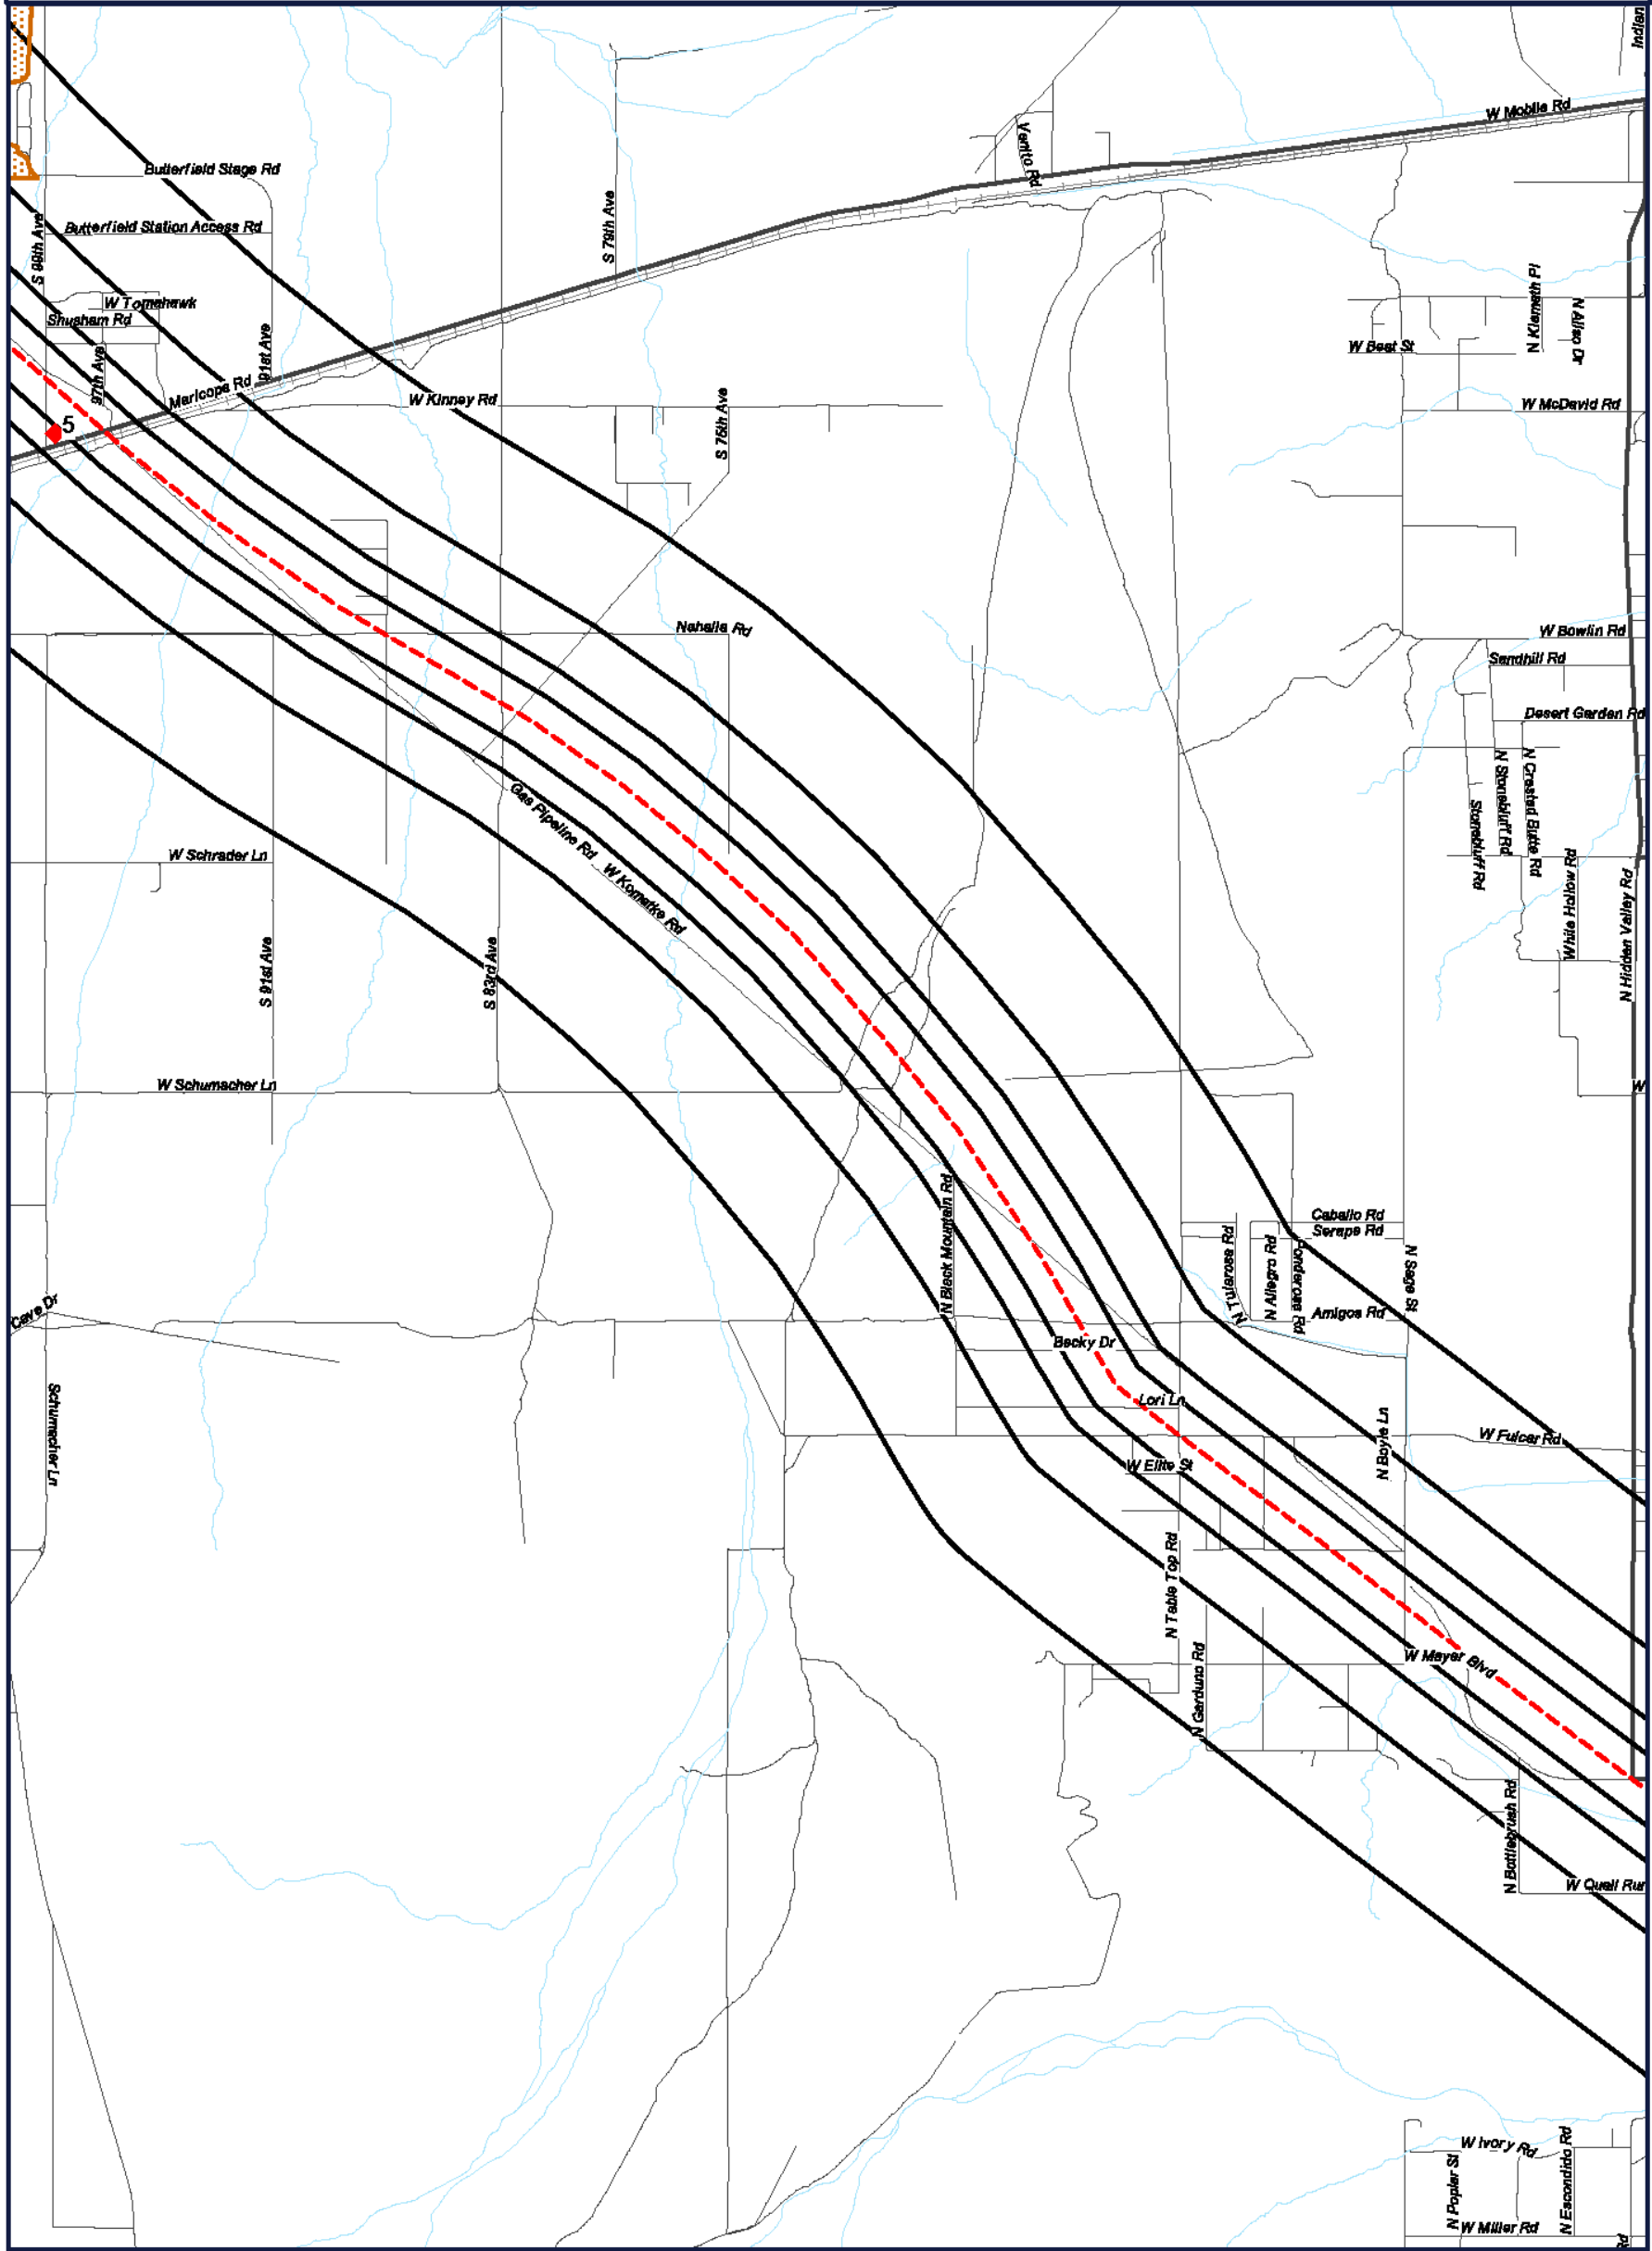 Indian
W Mobile Rd
Venito Rd
Butterfield Stage Rd
Butterfield Station Access Rd
S 99th Ave
S 79th Ave
W Tomahawk
Shusham Rd
97th Ave
91st Ave
Maricopa Rd
5
W Kinney Rd
S 75th Ave
N Klamath Pl
N Aliso Dr
W Beat St
W McDavid Rd
Nahalla Rd
W Bowlin Rd
Sandhill Rd
Desert Garden Rd
N Stonebluff Rd
N Crested Butte Rd
Stonebluff Rd
White Hollow Rd
N Hidden Valley Rd
Gas Pipeline Rd
W Komatke Rd
W Schrader Ln
S 91st Ave
S 83rd Ave
W Schumacher Ln
W
N Black Mountain Rd
Caballo Rd
Serape Rd
N Tularosa Rd
N Allegro Rd
Ponderosa Rd
N Sage St
Amigos Rd
Cave Dr
Becky Dr
Schumacher Ln
Lori Ln
N Boyle Ln
W Fulcar Rd
W Elite St
N Table Top Rd
N Garduno Rd
W Mayer Blvd
N Bottlebrush Rd
W Quail Run
W Ivory Rd
N Poplar St
N Escondido Rd
W Miller Rd
Rd